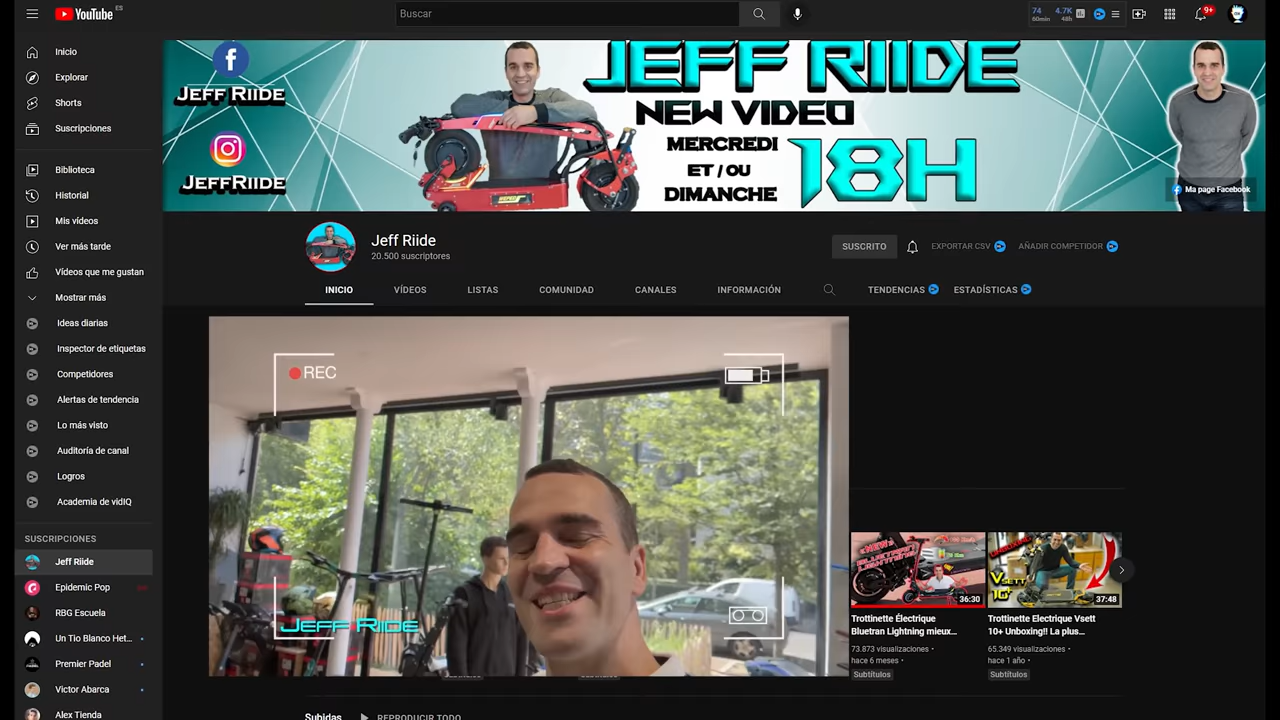 YouTube ES
Buscar
74
60min
4.7K
48h
9+
Inicio
Explorar
Shorts
Suscripciones
Biblioteca
Historial
Mis vídeos
Ver más tarde
Vídeos que me gustan
Mostrar más
Ideas diarias
Inspector de etiquetas
Competidores
Alertas de tendencia
Lo más visto
Auditoría de canal
Logros
Academia de vidIQ
SUSCRIPCIONES
Jeff Riide
Epidemic Pop
RBG Escuela
Un Tio Blanco Het...
Premier Padel
Victor Abarca
Alex Tienda
JEFF RIIDE
JEFFRIIDE
JEFF RIIDE
NEW VIDEO
MERCREDI
ET / OU
DIMANCHE
18H
Ma page Facebook
Jeff Riide
20.500 suscriptores
SUSCRITO
EXPORTAR CSV
AÑADIR COMPETIDOR
INICIO
VÍDEOS
LISTAS
COMUNIDAD
CANALES
INFORMACIÓN
TENDENCIAS
ESTADÍSTICAS
REC
JEFF RIDE
36:30
Trottinette Électrique
Bluetran Lightning mieux...
73.873 visualizaciones •
hace 6 meses •
Subtítulos
VSETT
10+
37:48
Trottinette Electrique Vsett
10+ Unboxing!! La plus...
65.349 visualizaciones •
hace 1 año •
Subtítulos
Subidas
REPRODUCIR TODO